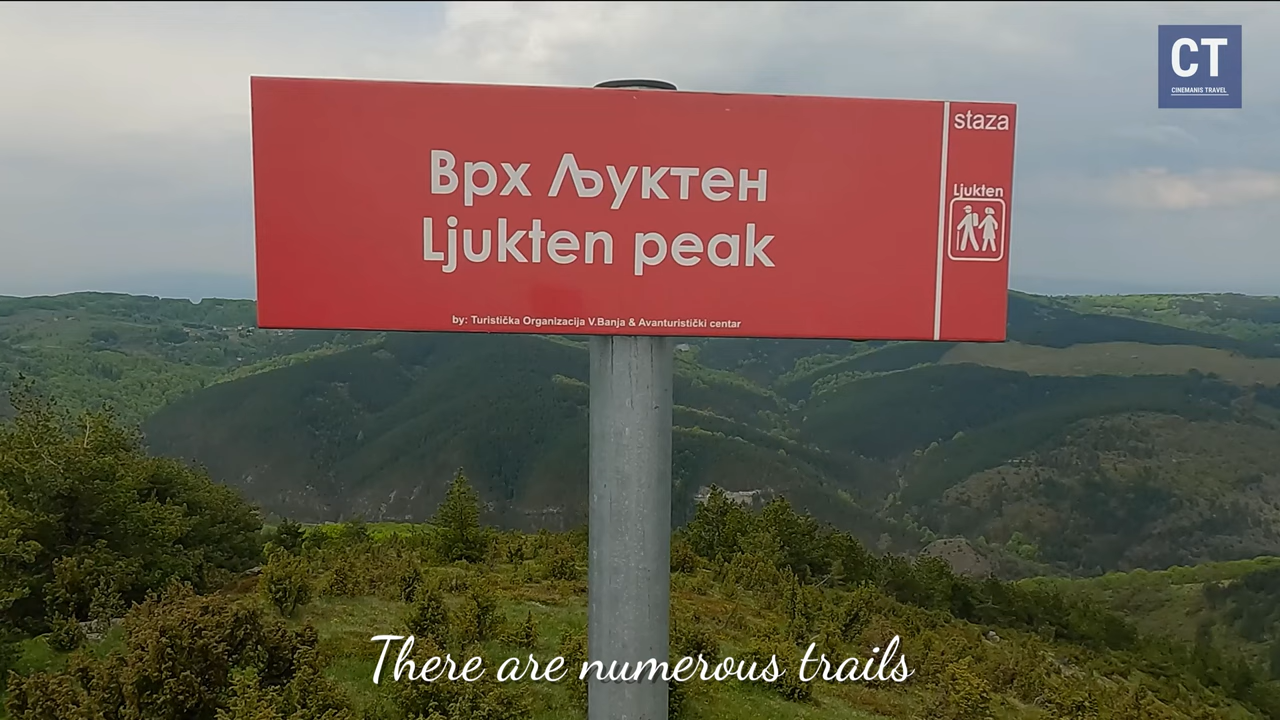 CT
CINEMANIS TRAVEL
staza
Врх Љуктен
Ljukten peak
Ljukten
by: Turistička Organizacija V.Banja & Avanturistički centar
There are numerous trails